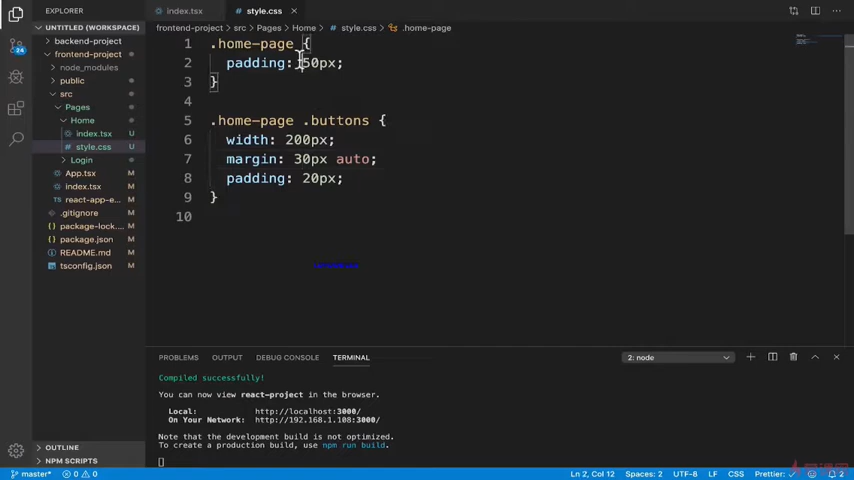 EXPLORER
index.tsx
style.css
UNTITLED (WORKSPACE)
frontend-project > src > Pages > Home > style.css > .home-page
backend-project
frontend-project
node_modules
public
src
Pages
Home
index.tsx U
style.css U
Login
App.tsx M
index.tsx M
react-app-e... M
.gitignore M
package-lock.... M
package.json M
README.md M
tsconfig.json M
24
1 .home-page {
2 padding: 50px;
3 }
4
5 .home-page .buttons {
6 width: 200px;
7 margin: 30px auto;
8 padding: 20px;
9 }
10
PROBLEMS OUTPUT DEBUG CONSOLE TERMINAL
2: node
Compiled successfully!
You can now view react-project in the browser.
Local: http://localhost:3000/
On Your Network: http://192.168.1.108:3000/
Note that the development build is not optimized.
To create a production build, use npm run build.
OUTLINE
NPM SCRIPTS
master* 0 0
Ln 2, Col 12 Spaces: 2 UTF-8 LF CSS Prettier: ✓ 2